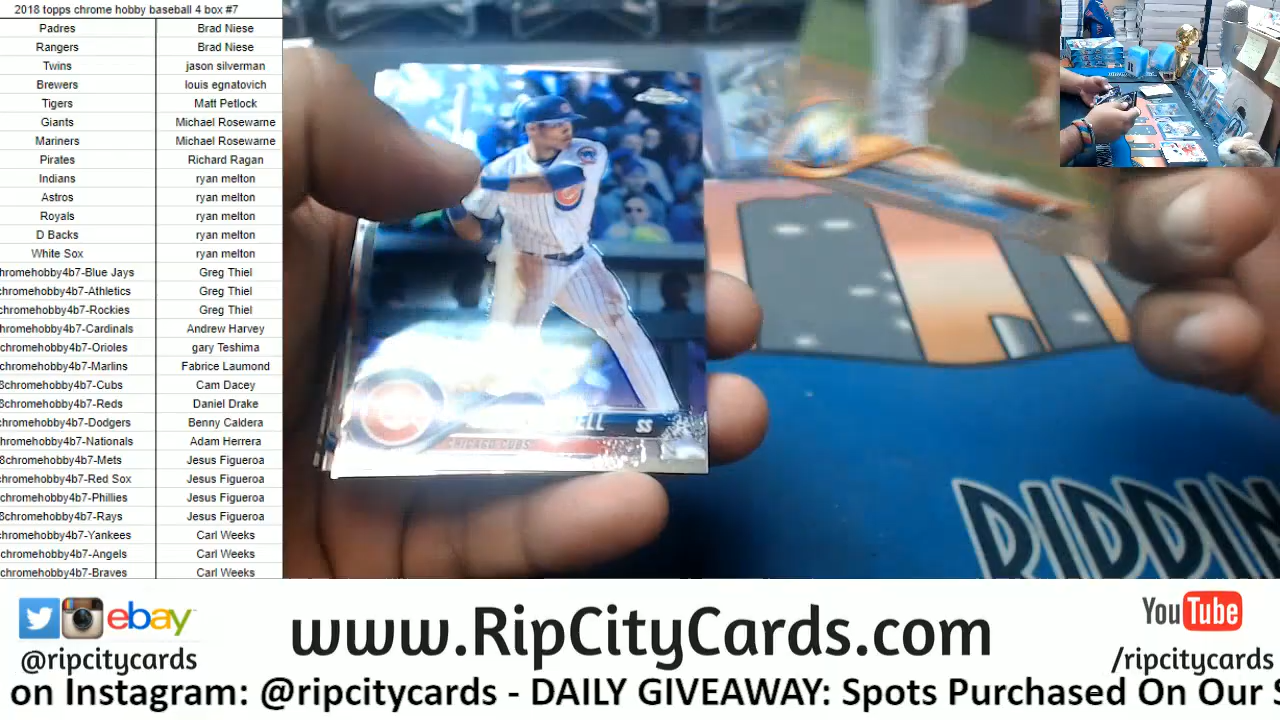 2018 topps chrome hobby baseball 4 box #7
Padres Brad Niese
Rangers Brad Niese
Twins jason silverman
Brewers louis egnatovich
Tigers Matt Petlock
Giants Michael Rosewarne
Mariners Michael Rosewarne
Pirates Richard Ragan
Indians ryan melton
Astros ryan melton
Royals ryan melton
D Backs ryan melton
White Sox ryan melton
hromehobby4b7-Blue Jays Greg Thiel
chromehobby4b7-Athletics Greg Thiel
chromehobby4b7-Rockies Greg Thiel
chromehobby4b7-Cardinals Andrew Harvey
chromehobby4b7-Orioles gary Teshima
chromehobby4b7-Marlins Fabrice Laumond
8chromehobby4b7-Cubs Cam Dacey
8chromehobby4b7-Reds Daniel Drake
chromehobby4b7-Dodgers Benny Caldera
chromehobby4b7-Nationals Adam Herrera
8chromehobby4b7-Mets Jesus Figueroa
chromehobby4b7-Red Sox Jesus Figueroa
chromehobby4b7-Phillies Jesus Figueroa
8chromehobby4b7-Rays Jesus Figueroa
chromehobby4b7-Yankees Carl Weeks
chromehobby4b7-Angels Carl Weeks
chromehobby4b7-Braves Carl Weeks
ELL SS
CHICAGO CUBS
RIPPIN
ebay
@ripcitycards
www.RipCityCards.com
YouTube
/ripcitycards
on Instagram: @ripcitycards - DAILY GIVEAWAY: Spots Purchased On Our S